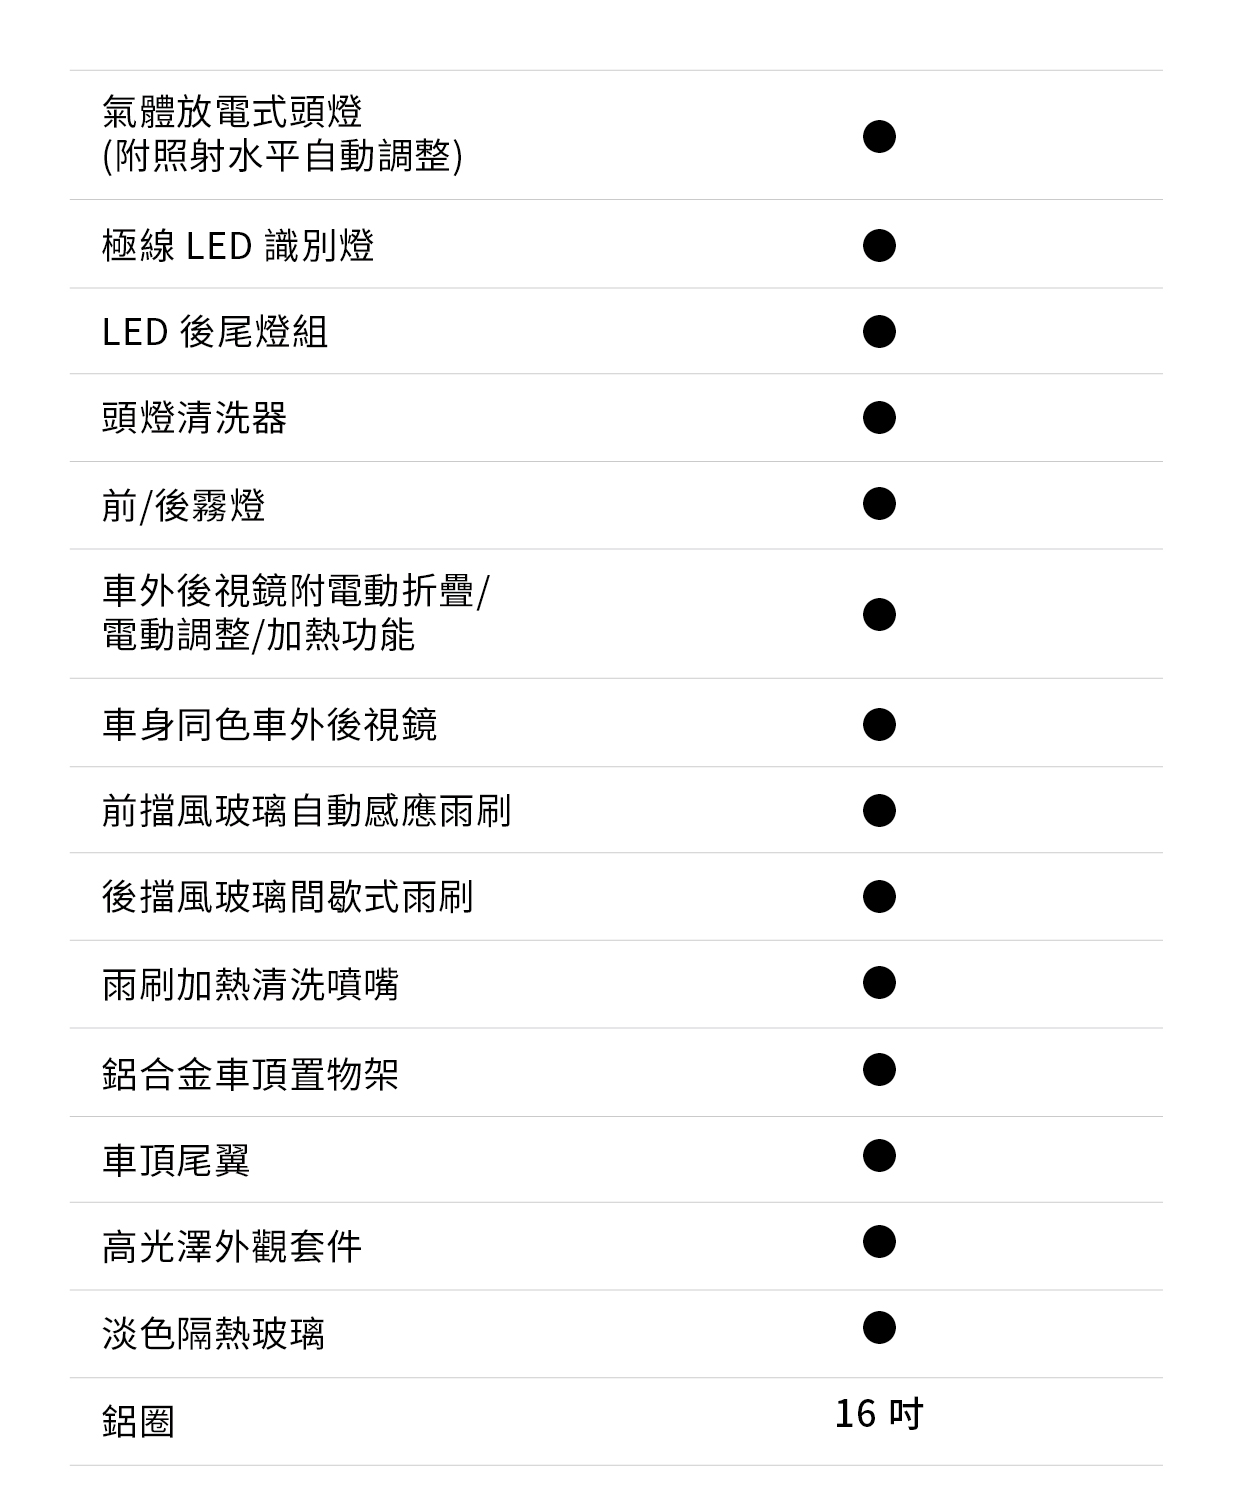 氣體放電式頭燈
(附照射水平自動調整)
●
極線 LED 識別燈 ●
LED 後尾燈組 ●
頭燈清洗器 ●
前/後霧燈 ●
車外後視鏡附電動折疊/
電動調整/加熱功能
●
車身同色車外後視鏡 ●
前擋風玻璃自動感應雨刷 ●
後擋風玻璃間歇式雨刷 ●
雨刷加熱清洗噴嘴 ●
鋁合金車頂置物架 ●
車頂尾翼 ●
高光澤外觀套件 ●
淡色隔熱玻璃 ●
鋁圈 16 吋